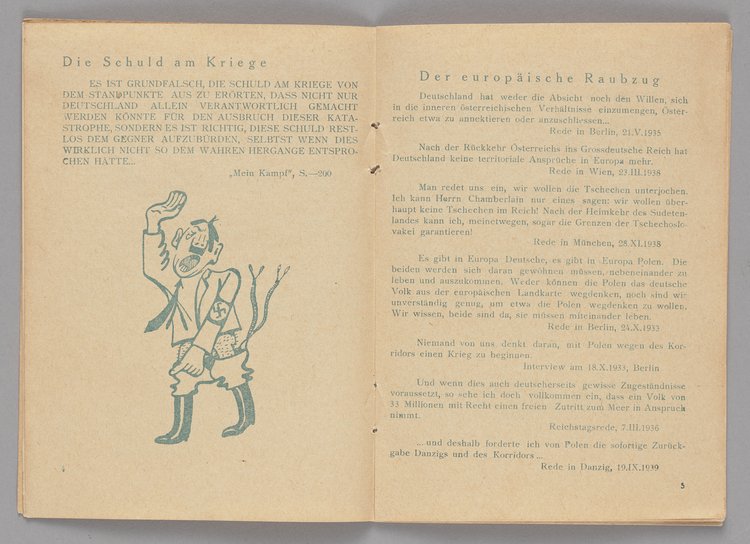 Die Schuld am Kriege
ES IST GRUNDFALSCH, DIE SCHULD AM KRIEGE VON
DEM STANDPUNKTE AUS ZU ERÖRTEN, DASS NICHT NUR
DEUTSCHLAND ALLEIN VERANTWORTLICH GEMACHT
WERDEN KÖNNTE FÜR DEN AUSBRUCH DIESER KATA-
STROPHE, SONDERN ES IST RICHTIG, DIESE SCHULD REST-
LOS DEM GEGNER AUFZUBÜRDEN, SELBTST WENN DIES
WIRKLICH NICHT SO DEM WAHREN HERGANGE ENTSPRO-
CHEN HÄTTE...
„Mein Kampf", S.—200
4
Der europäische Raubzug
Deutschland hat weder die Absicht noch den Willen, sich
in die inneren österreichischen Verhältnisse einzumengen, Öster-
reich etwa zu annektieren oder anzuschliessen...
Rede in Berlin, 21.V.1935
Nach der Rückkehr Österreichs ins Grossdeutsche Reich hat
Deutschland keine territoriale Ansprüche in Europa mehr.
Rede in Wien, 23.III.1938
Man redet uns ein, wir wollen die Tschechen unterjochen.
Ich kann Herrn Chamberlain nur eines sagen: wir wollen über-
haupt keine Tschechen im Reich! Nach der Heimkehr des Sudeten-
landes kann ich, meinetwegen, sogar die Grenzen der Tschechoslo-
vakei garantieren!
Rede in München, 28.XI.1938
Es gibt in Europa Deutsche, es gibt in Europa Polen. Die
beiden werden sich daran gewöhnen müssen, nebeneinander zu
leben und auszukommen. Weder können die Polen das deutsche
Volk aus der europäischen Landkarte wegdenken, noch sind wir
unverständig genug, um etwa die Polen wegdenken zu wollen.
Wir wissen, beide sind da, sie müssen miteinander leben.
Rede in Berlin, 24.X.1933
Niemand von uns denkt daran, mit Polen wegen des Kor-
ridors einen Krieg zu beginnen.
Interview am 18.X.1933, Berlin
Und wenn dies auch deutscherseits gewisse Zugeständnisse
voraussetzt, so sehe ich doch vollkommen ein, dass ein Volk von
33 Millionen mit Recht einen freien Zutritt zum Meer in Anspruch
nimmt.
Reichstagsrede, 7.III.1936
...und deshalb forderte ich von Polen die sofortige Zurück-
gabe Danzigs und des Korridors...
Rede in Danzig, 19.IX.1939
5